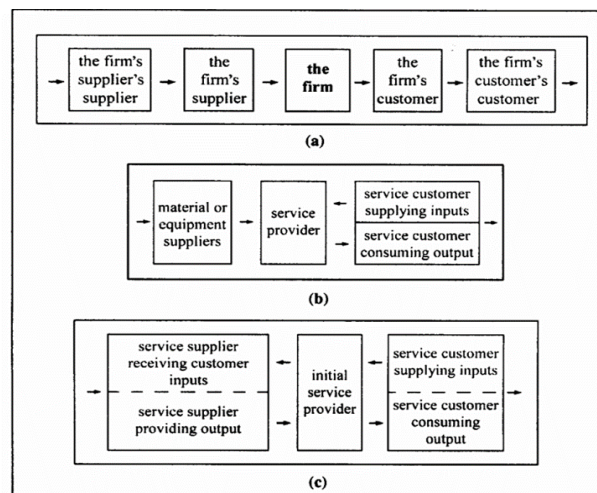 the firm's
supplier's
supplier
the
firm's
supplier
the
firm
the
firm's
customer
the firm's
customer's
customer
(a)
material or
equipment
suppliers
service
provider
service customer
supplying inputs
service customer
consuming output
(b)
service supplier
receiving customer
inputs
service supplier
providing output
initial
service
provider
service customer
supplying inputs
service customer
consuming
output
(c)